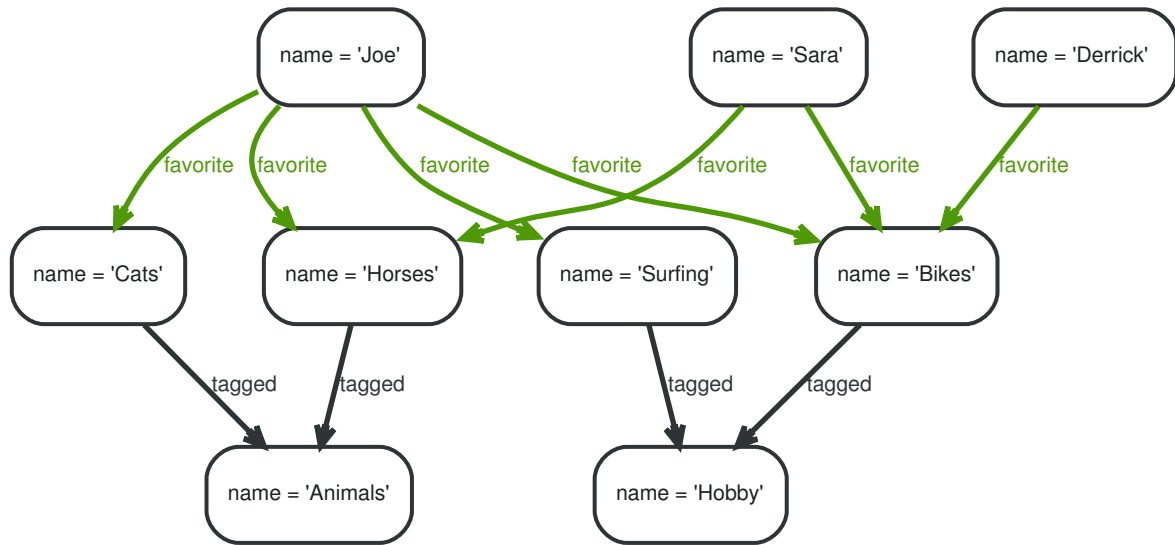 name = 'Joe'
name = 'Sara'
name = 'Derrick'
favorite
favorite
favorite
favorite
favorite
favorite
favorite
name = 'Cats'
name = 'Horses'
name = 'Surfing'
name = 'Bikes'
tagged
tagged
tagged
tagged
name = 'Animals'
name = 'Hobby'